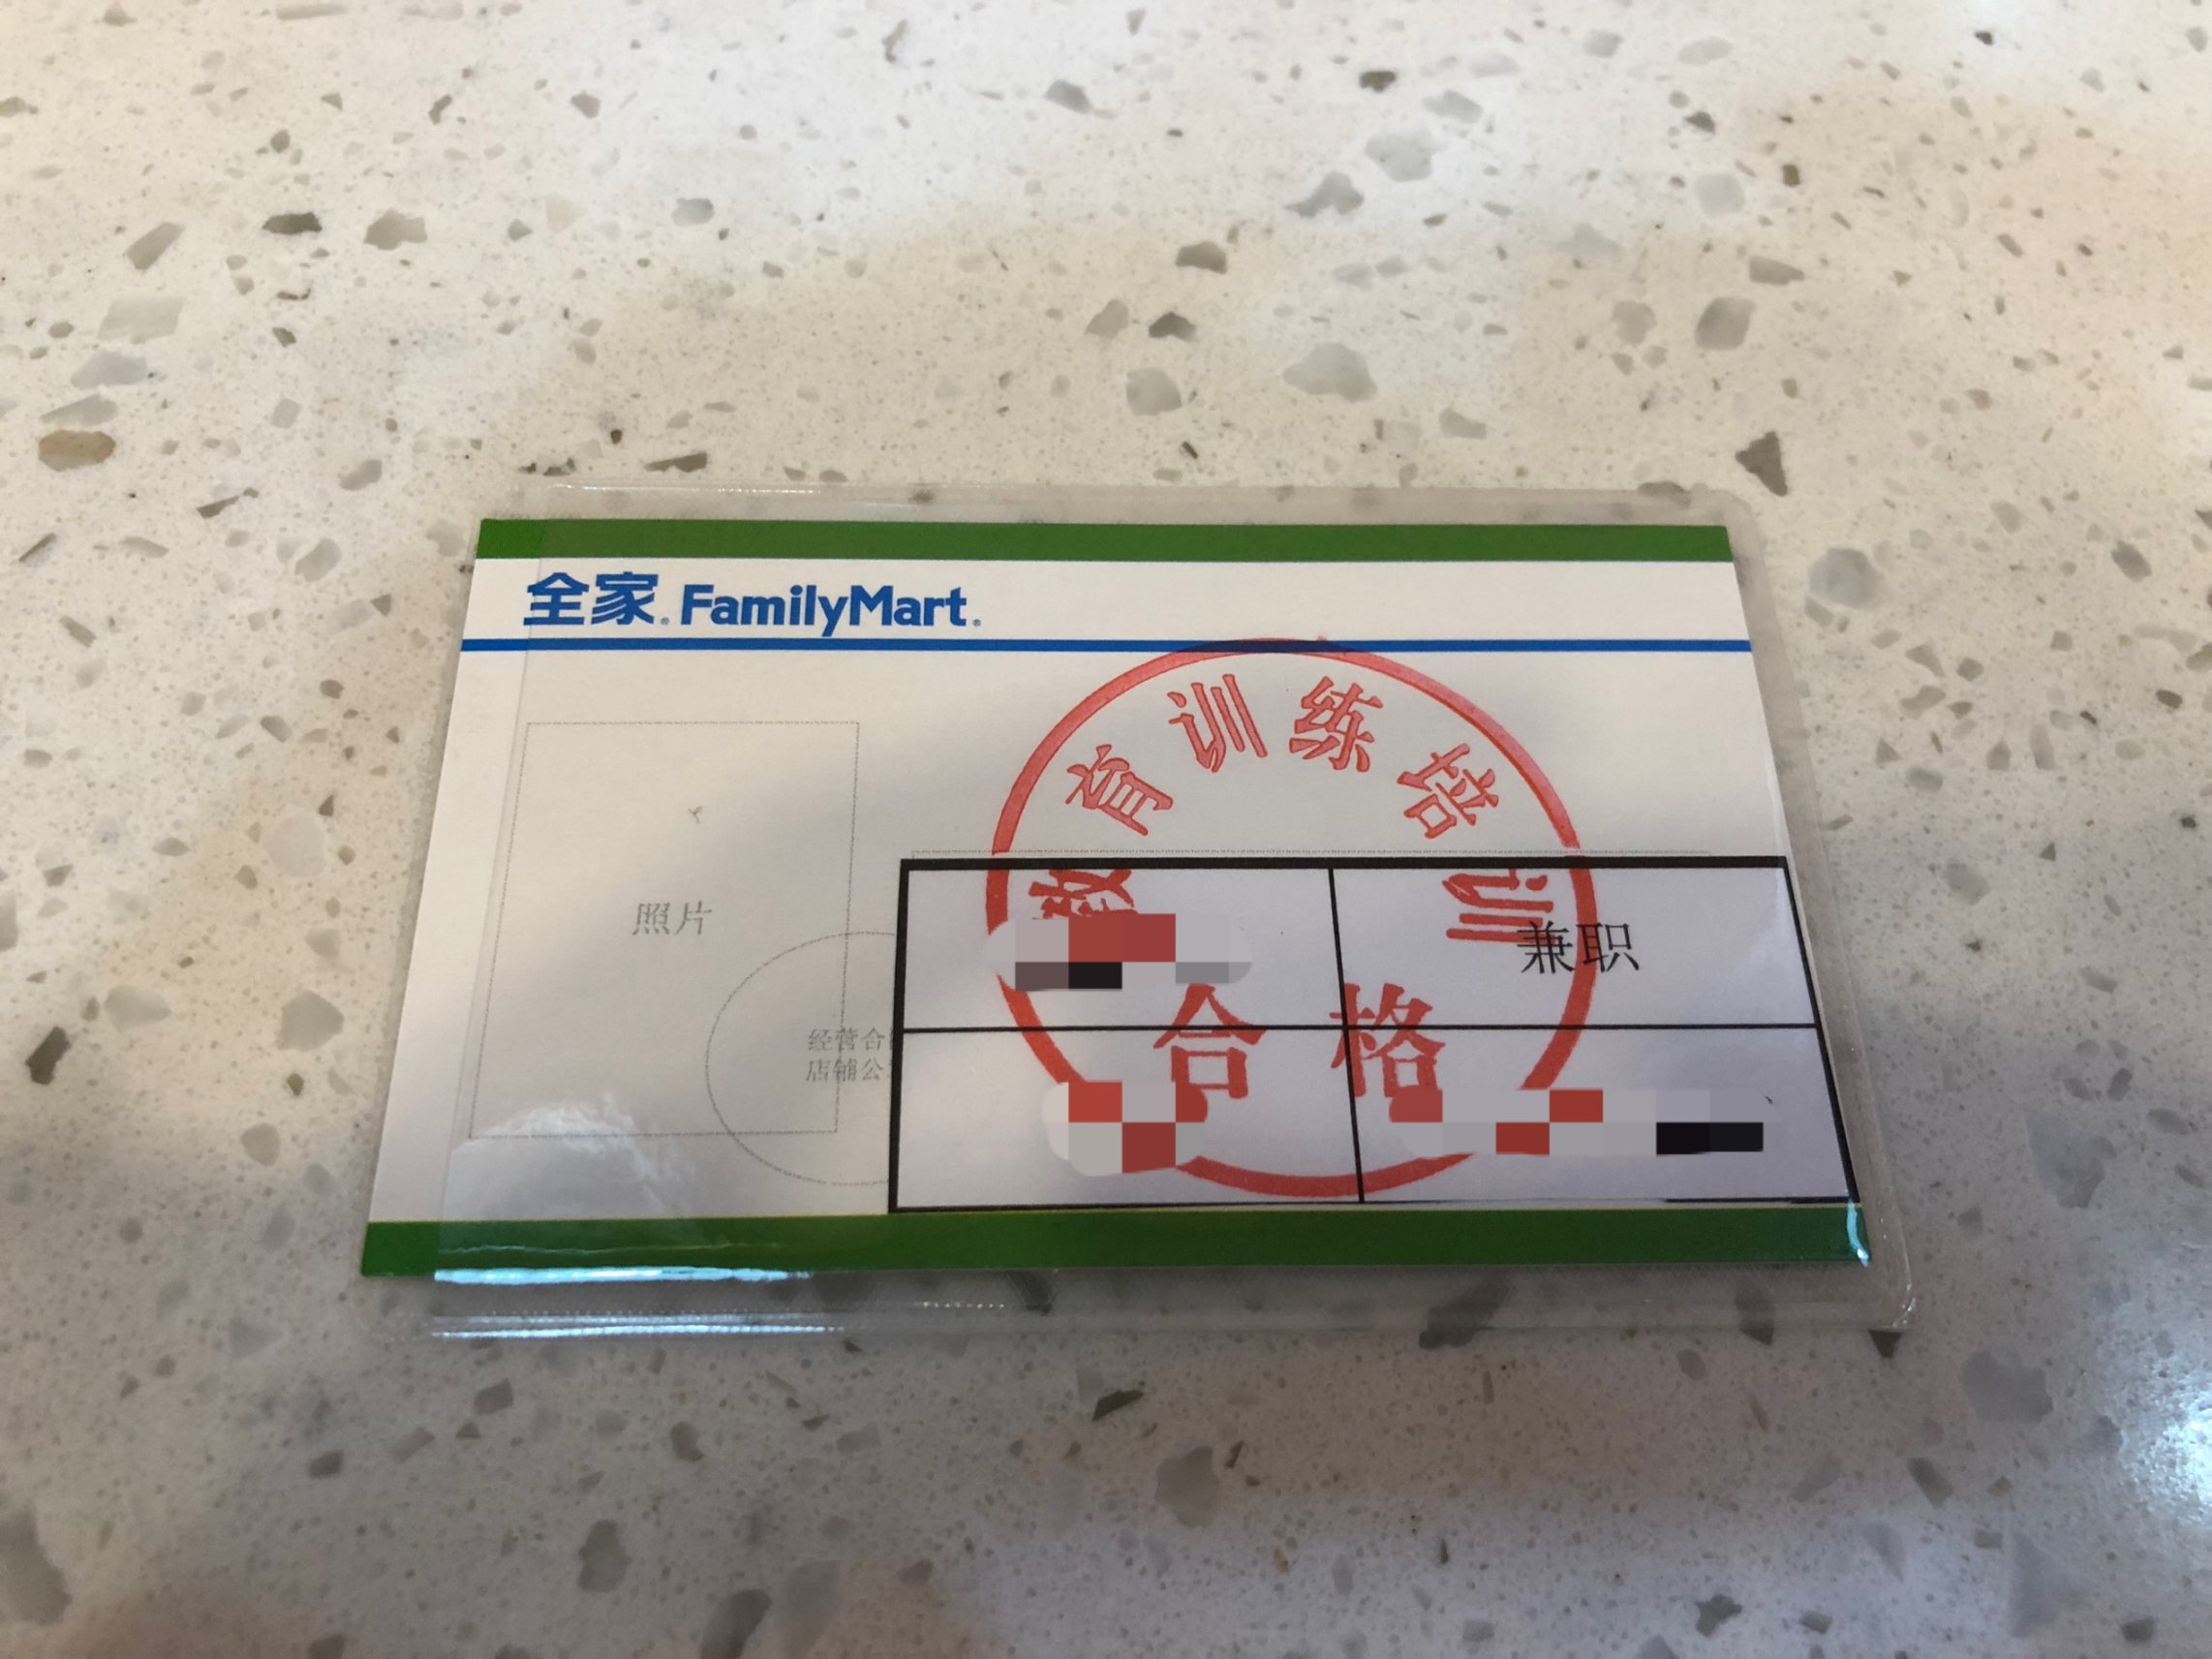 全家® FamilyMart®
教育训练培训
照片
兼职
合格
经营合
店铺公